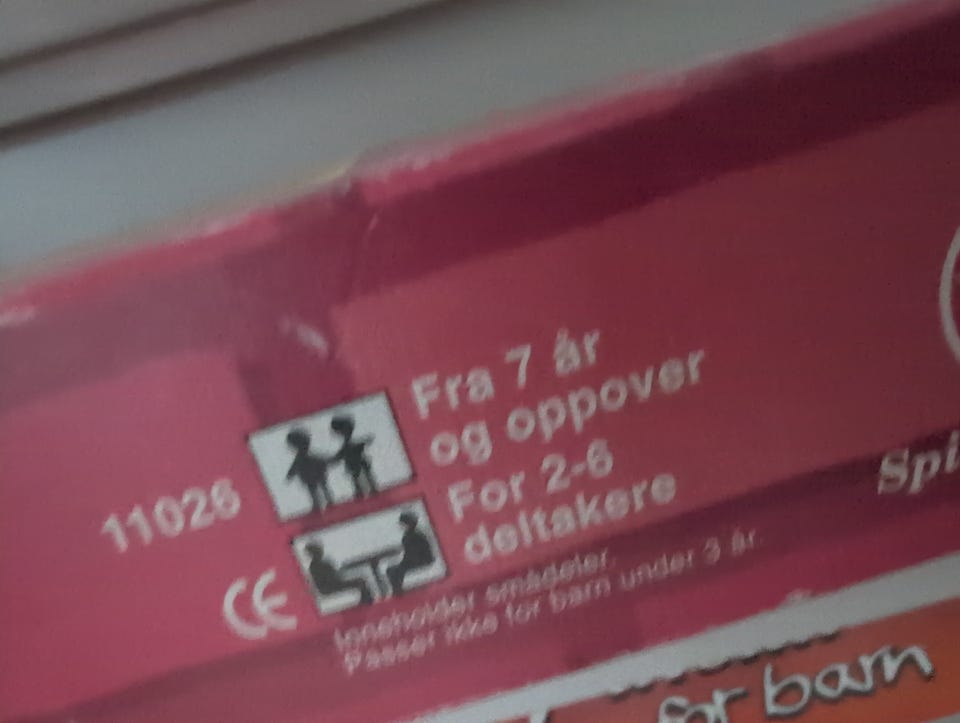 Fra 7 år
og oppover
11026
For 2-6
deltakere
CE
Inneholder smådeler.
Passer ikke for barn under 3 år.
Spi
for barn